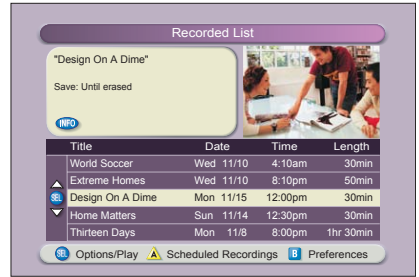 Recorded List
"Design On A Dime"
Save: Until erased
INFO
Title Date Time Length
World Soccer Wed 11/10 4:10am 30min
Extreme Homes Wed 11/10 8:10pm 50min
SEL Design On A Dime Mon 11/15 12:00pm 30min
Home Matters Sun 11/14 12:30pm 30min
Thirteen Days Mon 11/8 8:00pm 1hr 30min
SEL Options/Play A Scheduled Recordings B Preferences